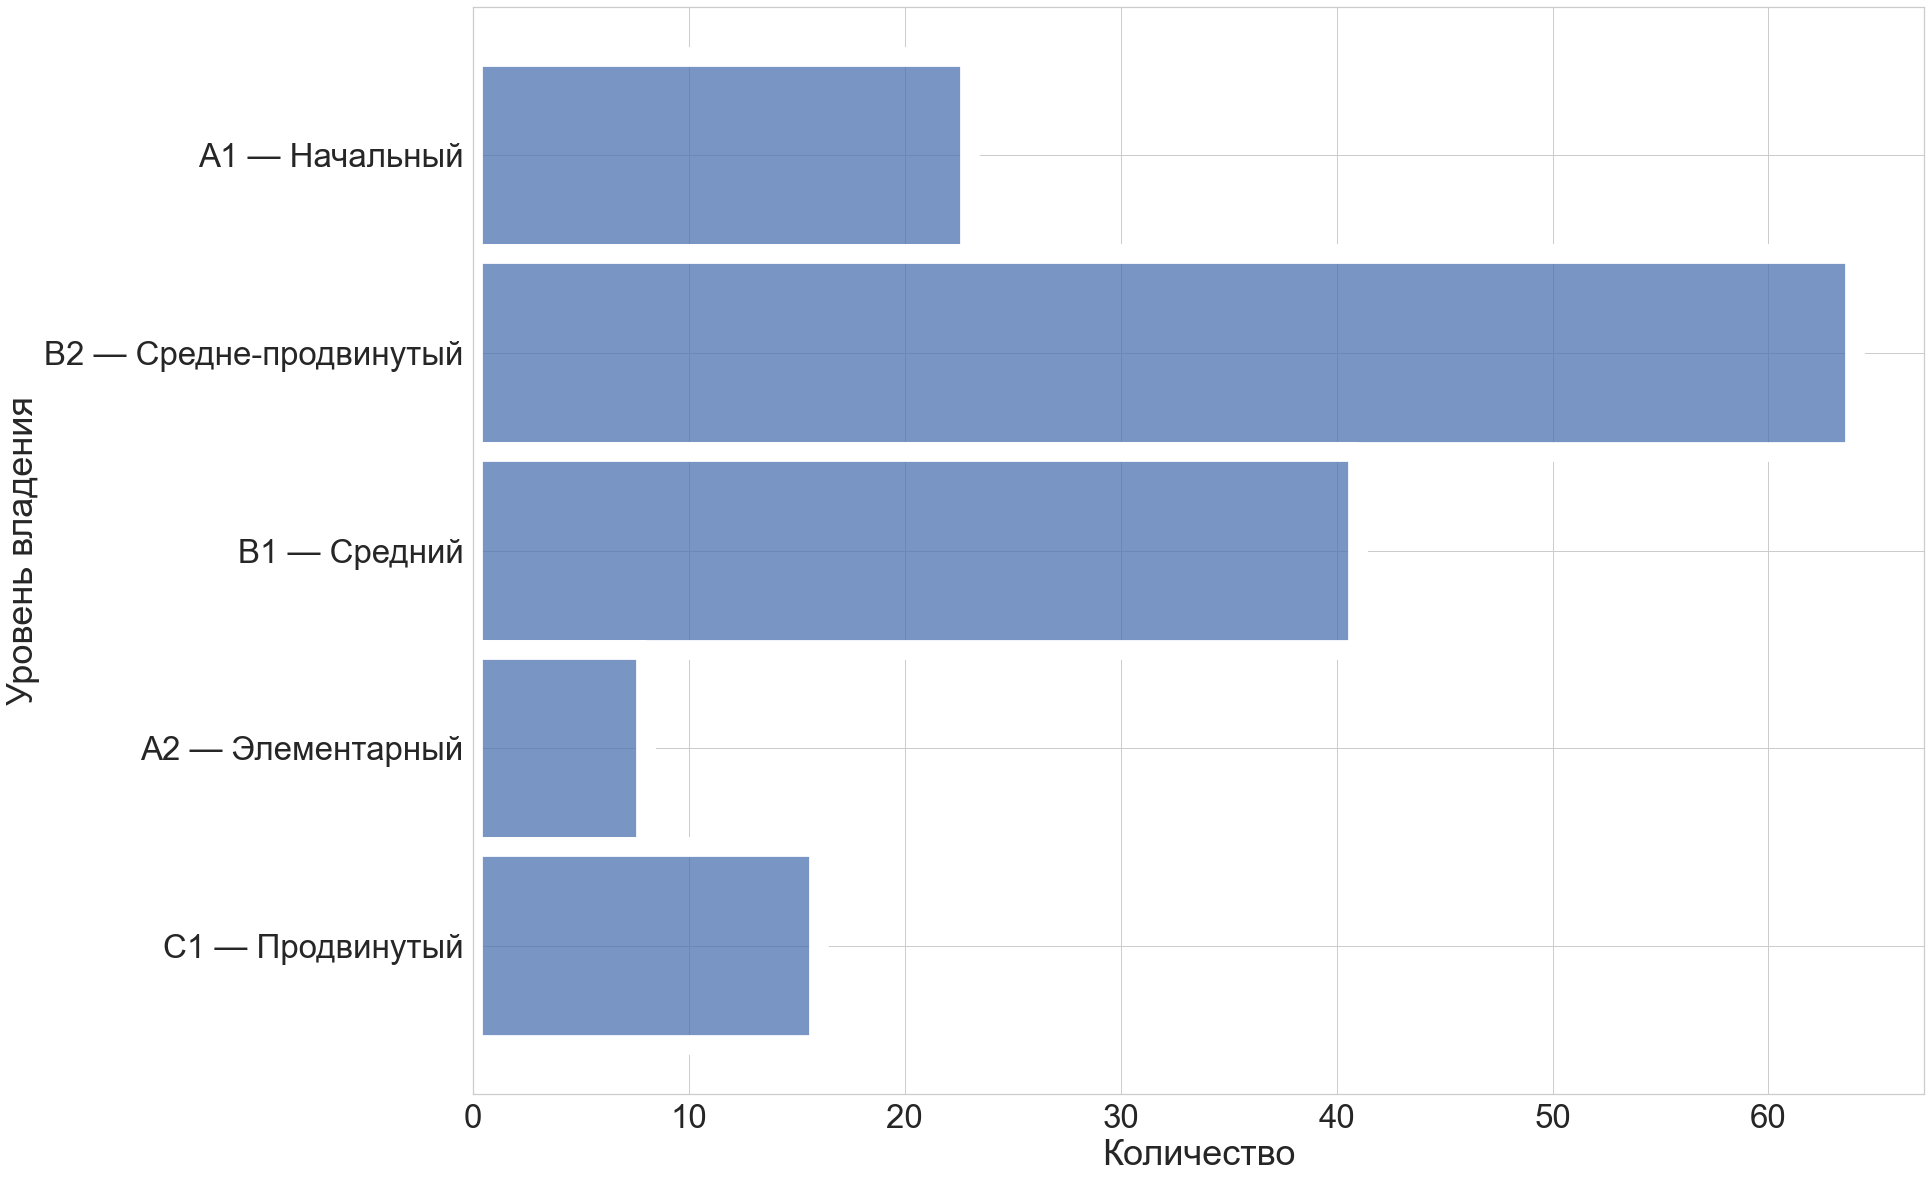 A1 — Начальный
B2 — Средне-продвинутый
B1 — Средний
A2 — Элементарный
C1 — Продвинутый
Уровень владения
0 10 20 30 40 50 60
Количество